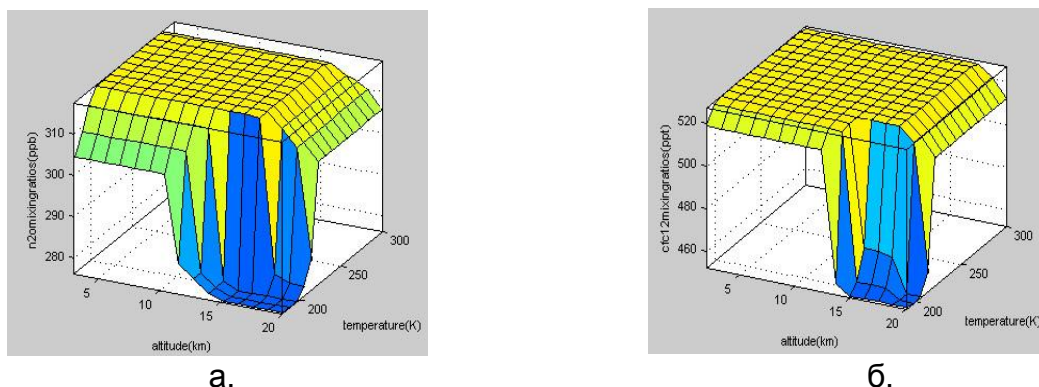 n2omixingratios(ppb)
310
300
290
280
5
10
15
20
altitude(km)
200
250
300
temperature(K)
а.
cfc12mixingratios(ppt)
520
500
480
460
5
10
15
20
altitude(km)
200
250
300
temperature(K)
б.